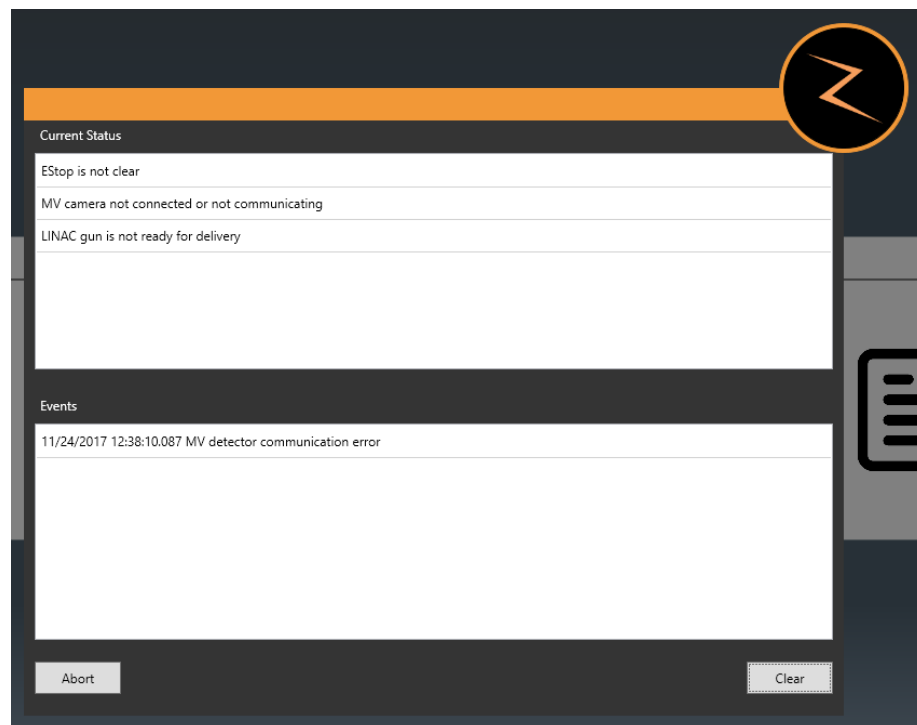 Current Status
EStop is not clear
MV camera not connected or not communicating
LINAC gun is not ready for delivery
Events
11/24/2017 12:38:10.087 MV detector communication error
Abort
Clear